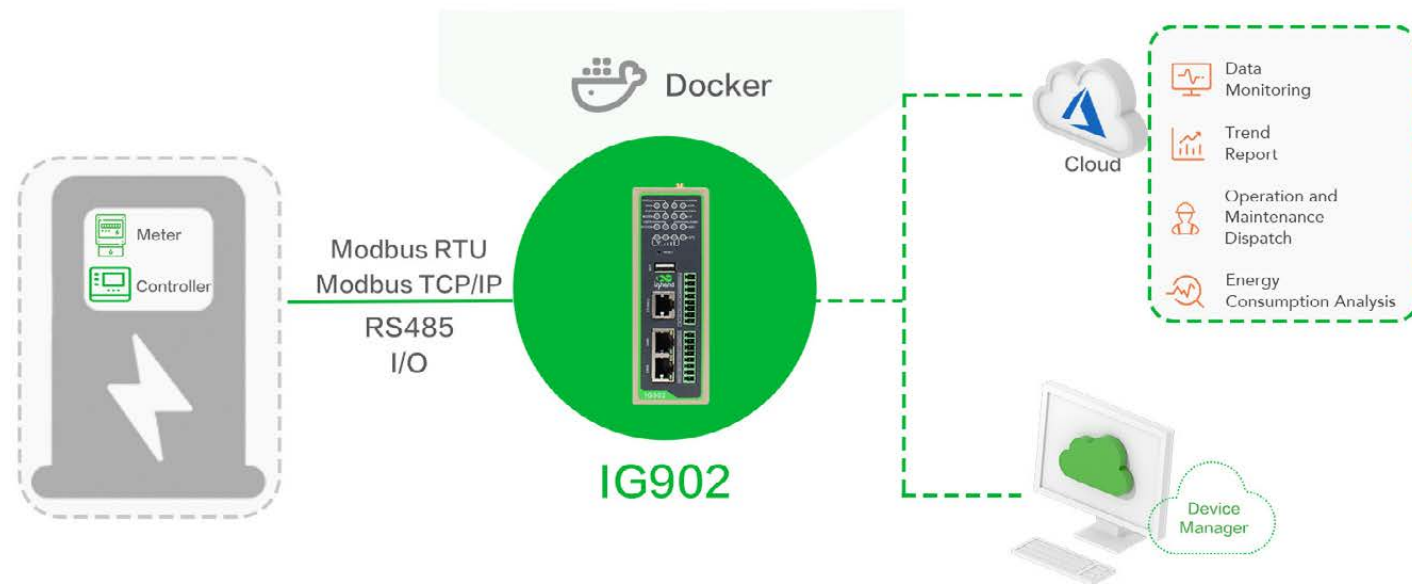 Docker
Meter
Controller
Modbus RTU
Modbus TCP/IP
RS485
I/O
IG902
IG902
Cloud
Data
Monitoring
Trend
Report
Operation and
Maintenance
Dispatch
Energy
Consumption Analysis
Device
Manager